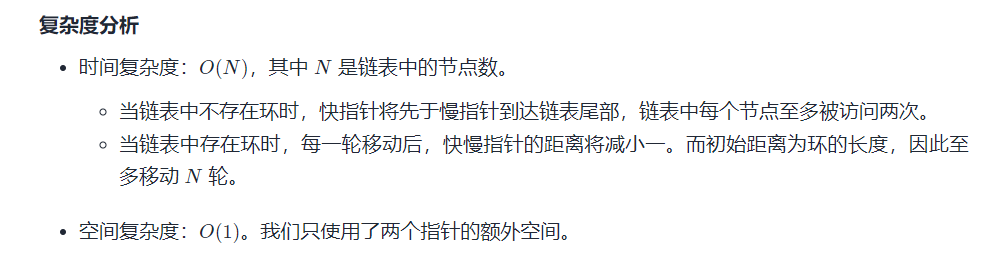 复杂度分析
• 时间复杂度：O(N)，其中 N 是链表中的节点数。
◦ 当链表中不存在环时，快指针将先于慢指针到达链表尾部，链表中每个节点至多被访问两次。
◦ 当链表中存在环时，每一轮移动后，快慢指针的距离将减小一。而初始距离为环的长度，因此至
多移动 N 轮。
• 空间复杂度：O(1)。我们只使用了两个指针的额外空间。